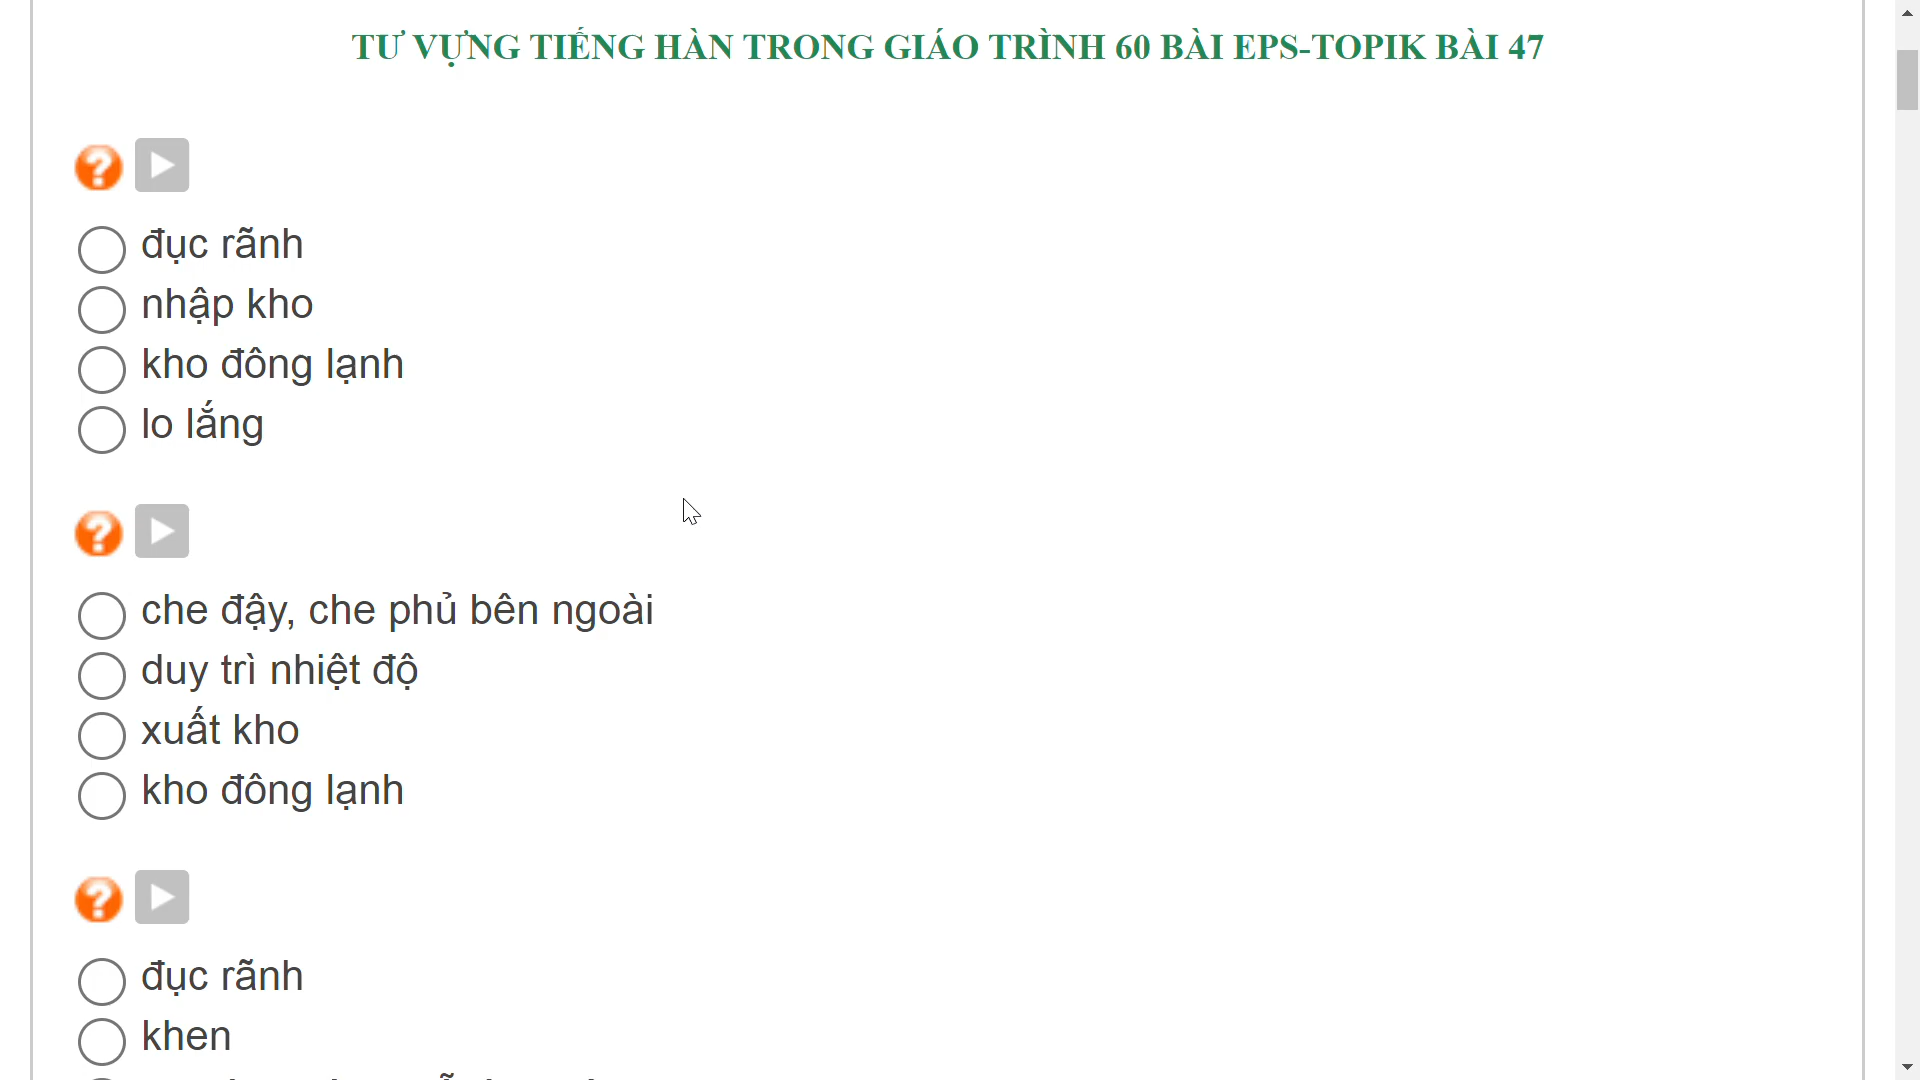 TƯ VỰNG TIẾNG HÀN TRONG GIÁO TRÌNH 60 BÀI EPS-TOPIK BÀI 47
đục rãnh
nhập kho
kho đông lạnh
lo lắng
che đậy, che phủ bên ngoài
duy trì nhiệt độ
xuất kho
kho đông lạnh
đục rãnh
khen